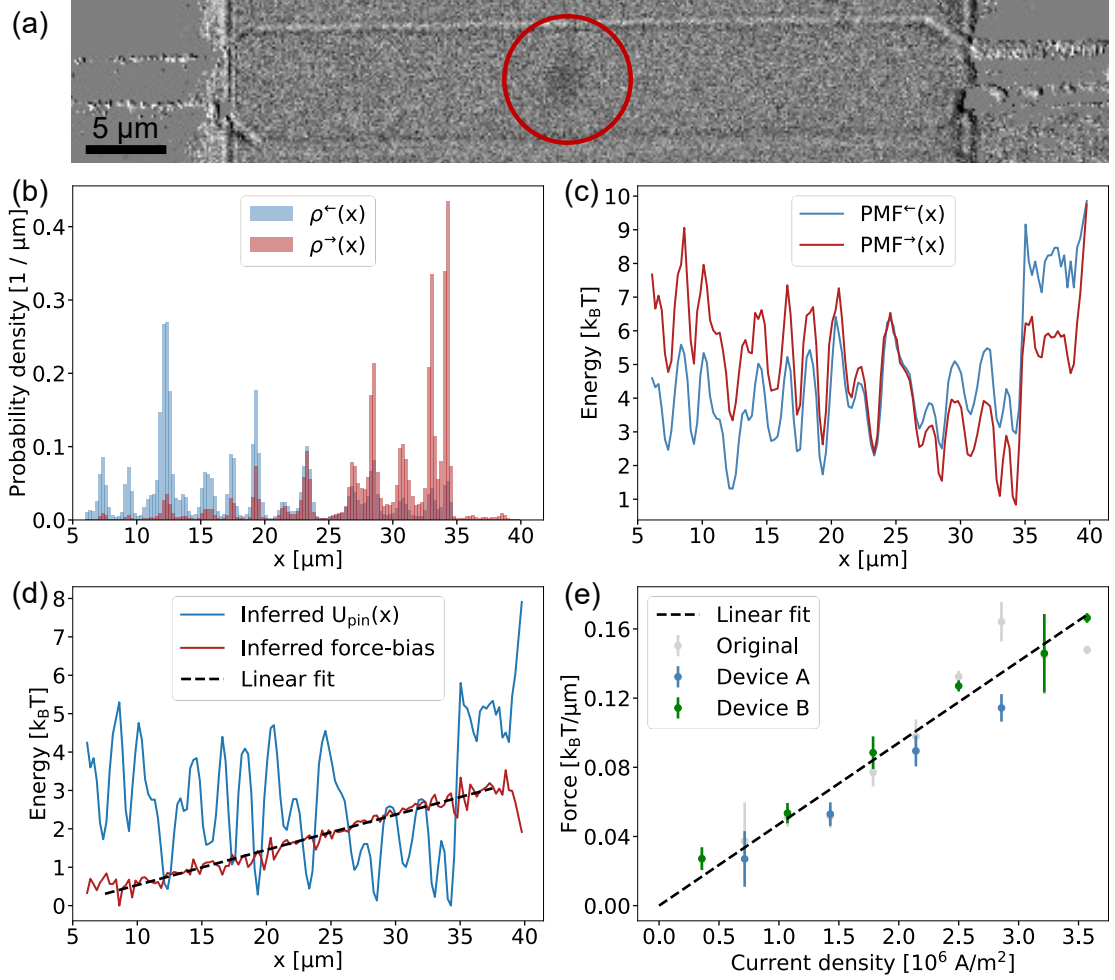 (a)
5 μm
(b)
ρ←(x)
ρ→(x)
Probability density [1 / μm]
0.4
0.3
0.2
0.1
0.0
5 10 15 20 25 30 35 40
x [μm]
(c)
PMF←(x)
PMF→(x)
Energy [kBT]
10
9
8
7
6
5
4
3
2
1
5 10 15 20 25 30 35 40
x [μm]
(d)
Inferred Upin(x)
Inferred force-bias
Linear fit
Energy [kBT]
8
7
6
5
4
3
2
1
0
5 10 15 20 25 30 35 40
x [μm]
(e)
Linear fit
Original
Device A
Device B
Force [kBT/μm]
0.16
0.12
0.08
0.04
0.00
0.0 0.5 1.0 1.5 2.0 2.5 3.0 3.5
Current density [10⁶ A/m²]